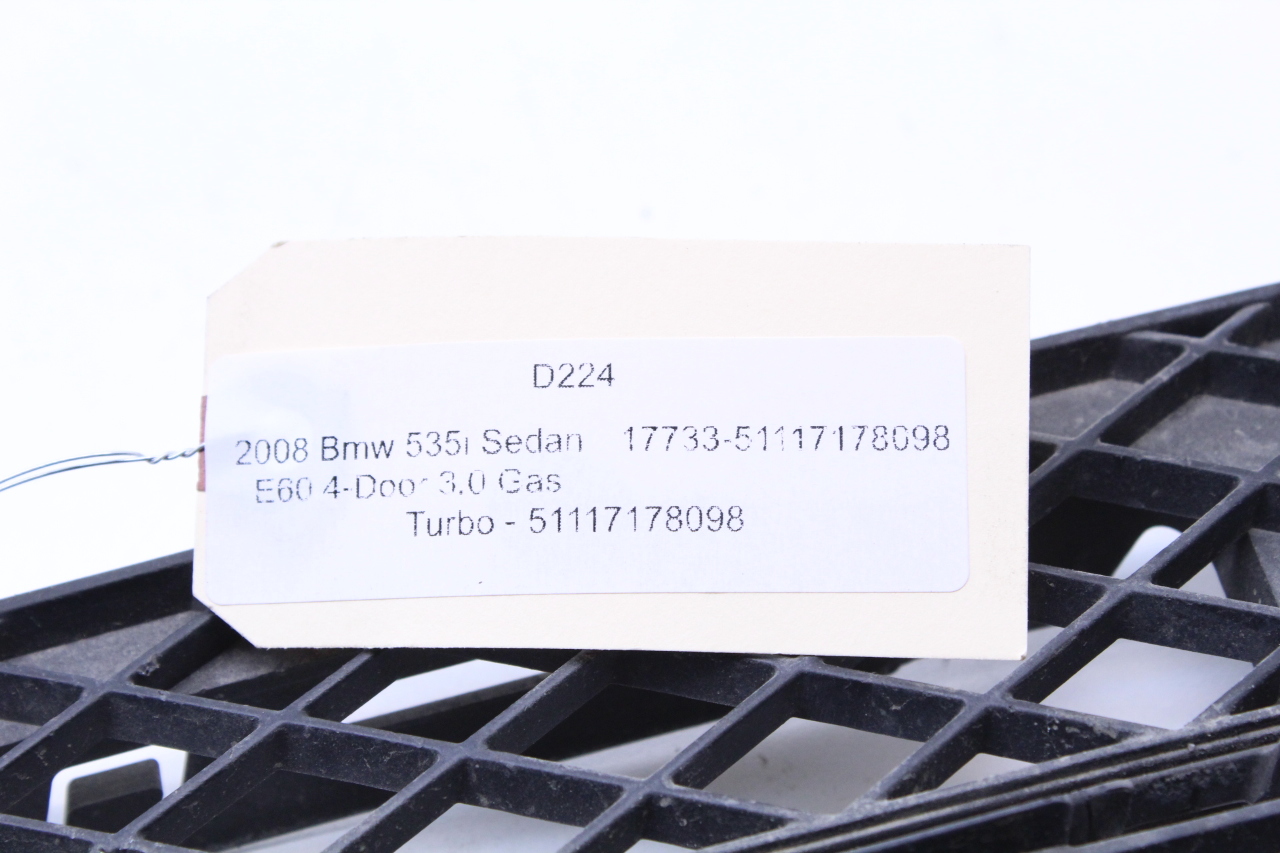 D224
2008 Bmw 535i Sedan 17733-51117178098
E60 4-Door 3.0 Gas
Turbo - 51117178098